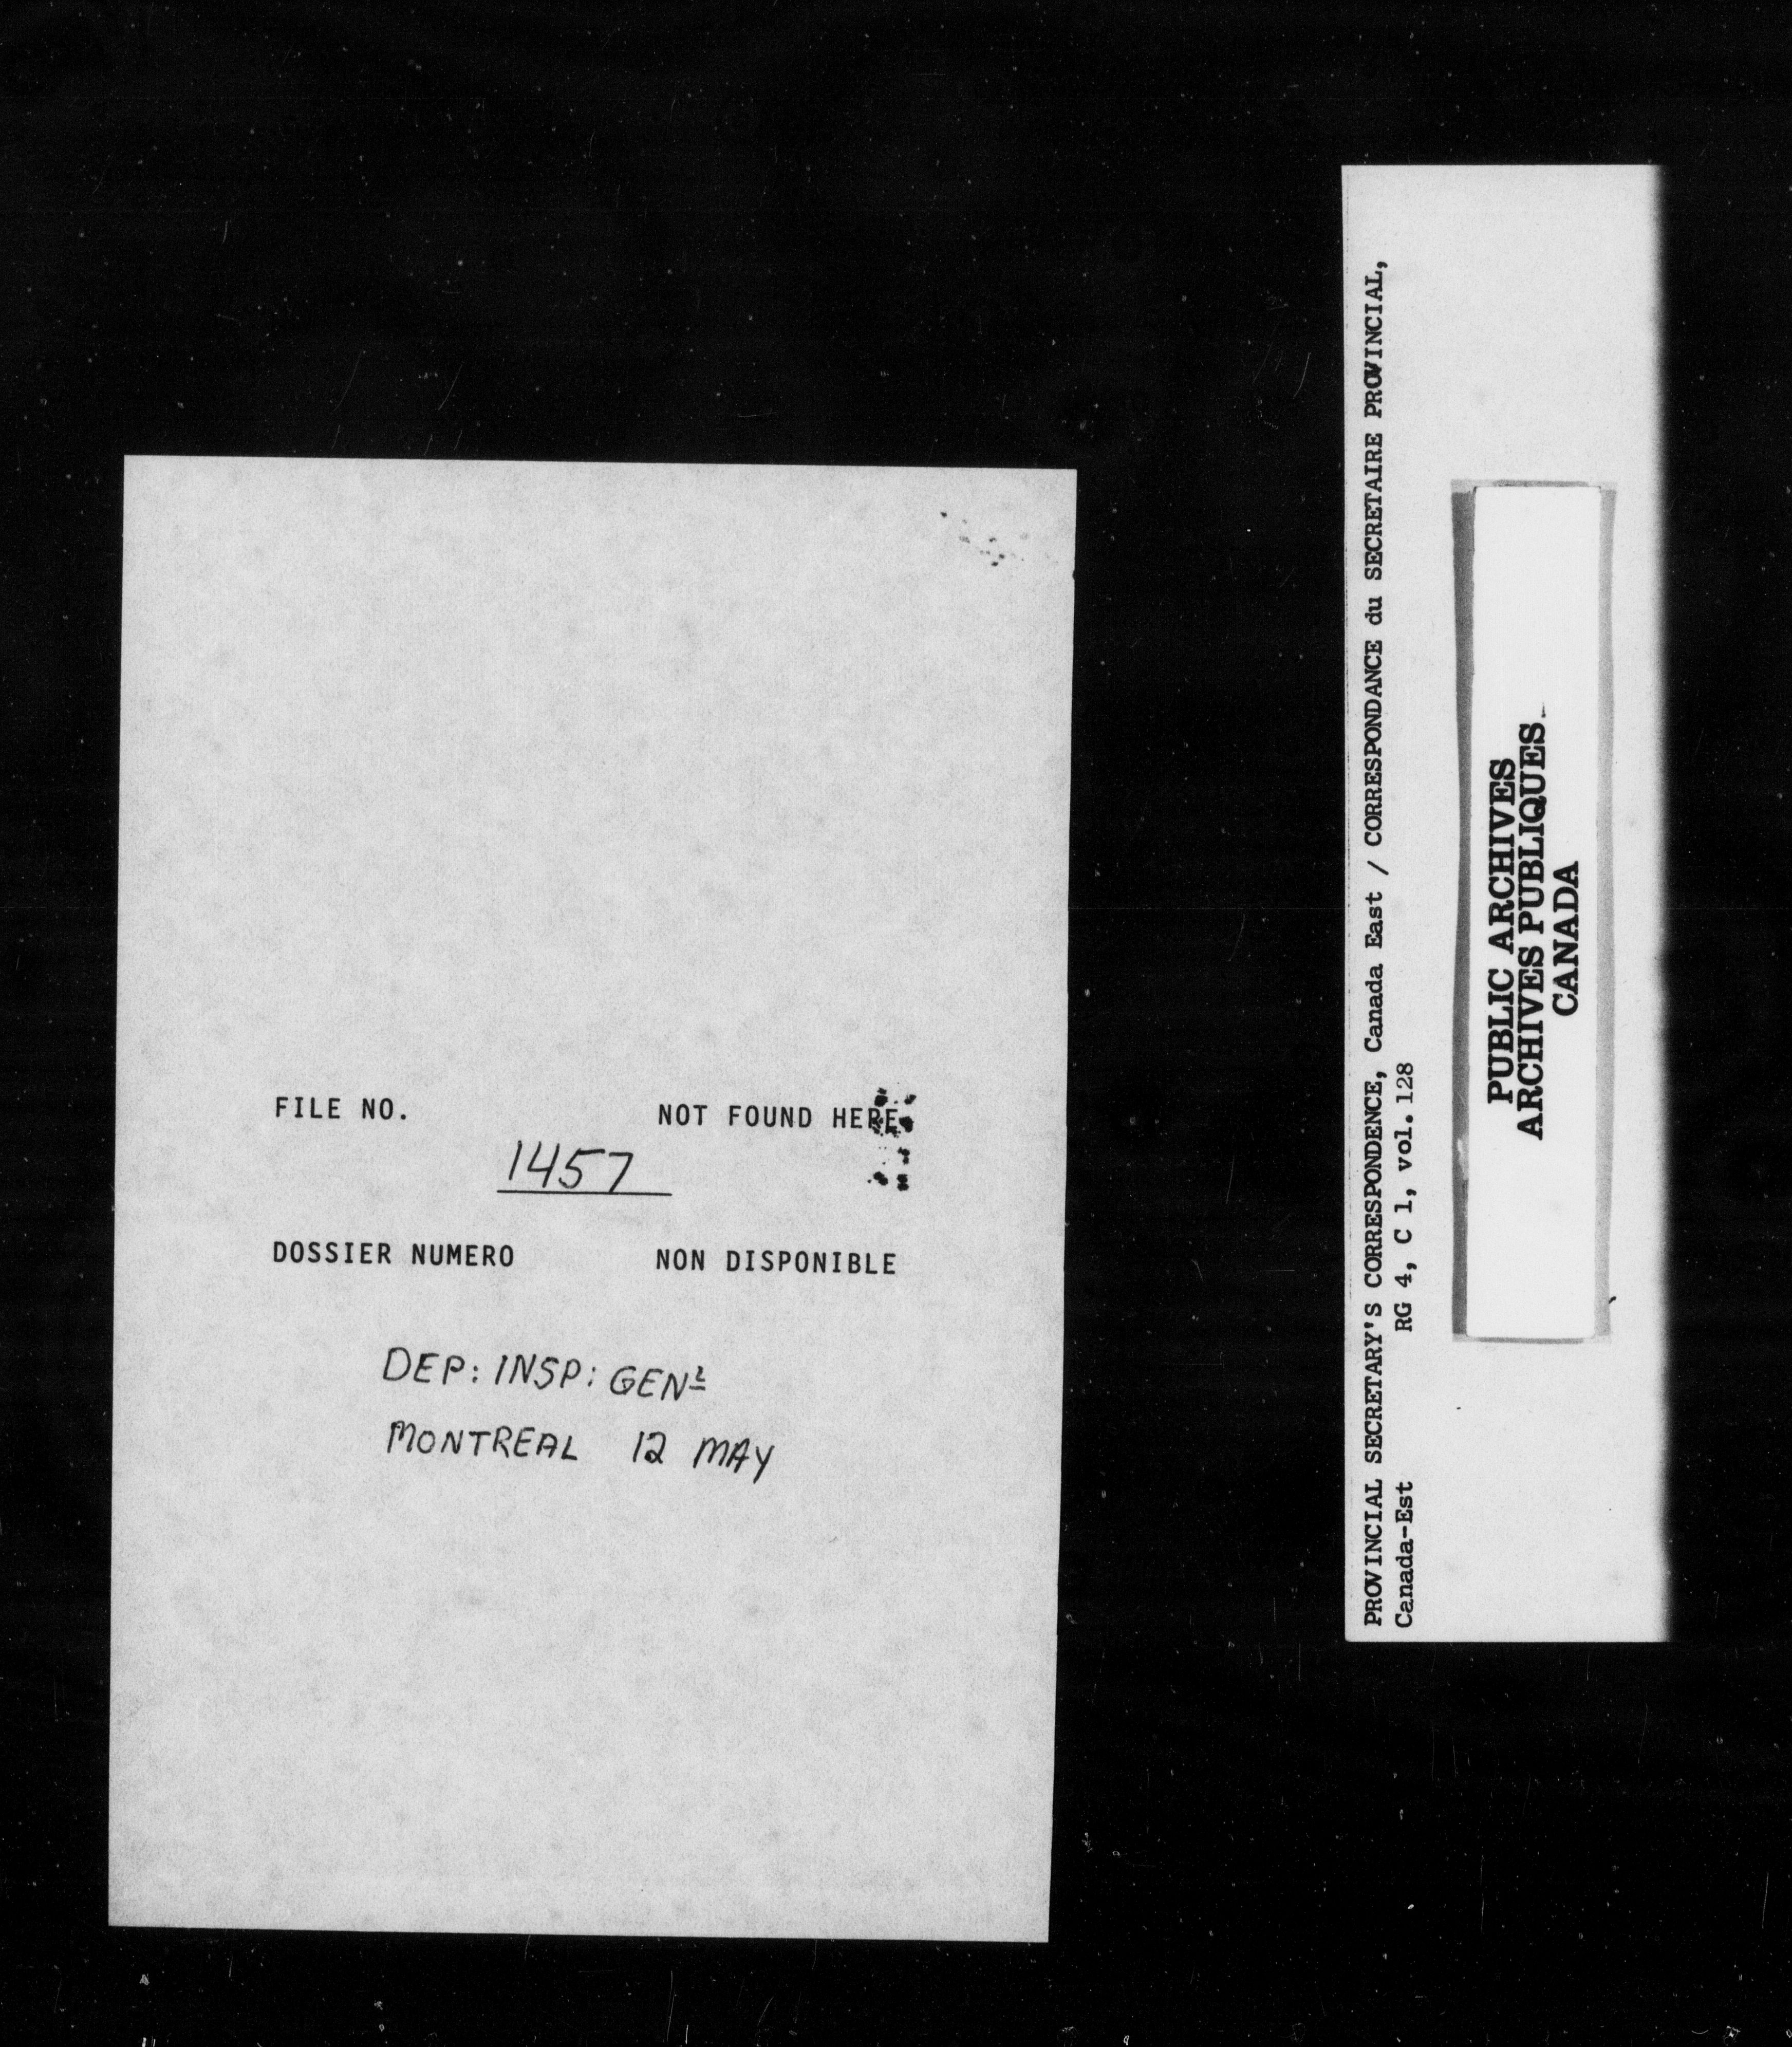 FILE NO. NOT FOUND HERE
1457
DOSSIER NUMERO NON DISPONIBLE
DEP: INSP: GENL
MONTREAL 12 MAY
PROVINCIAL SECRETARY'S CORRESPONDENCE, Canada East / CORRESPONDANCE du SECRETAIRE PROVINCIAL,
Canada-Est RG 4, C 1, vol. 128
PUBLIC ARCHIVES
ARCHIVES PUBLIQUES
CANADA